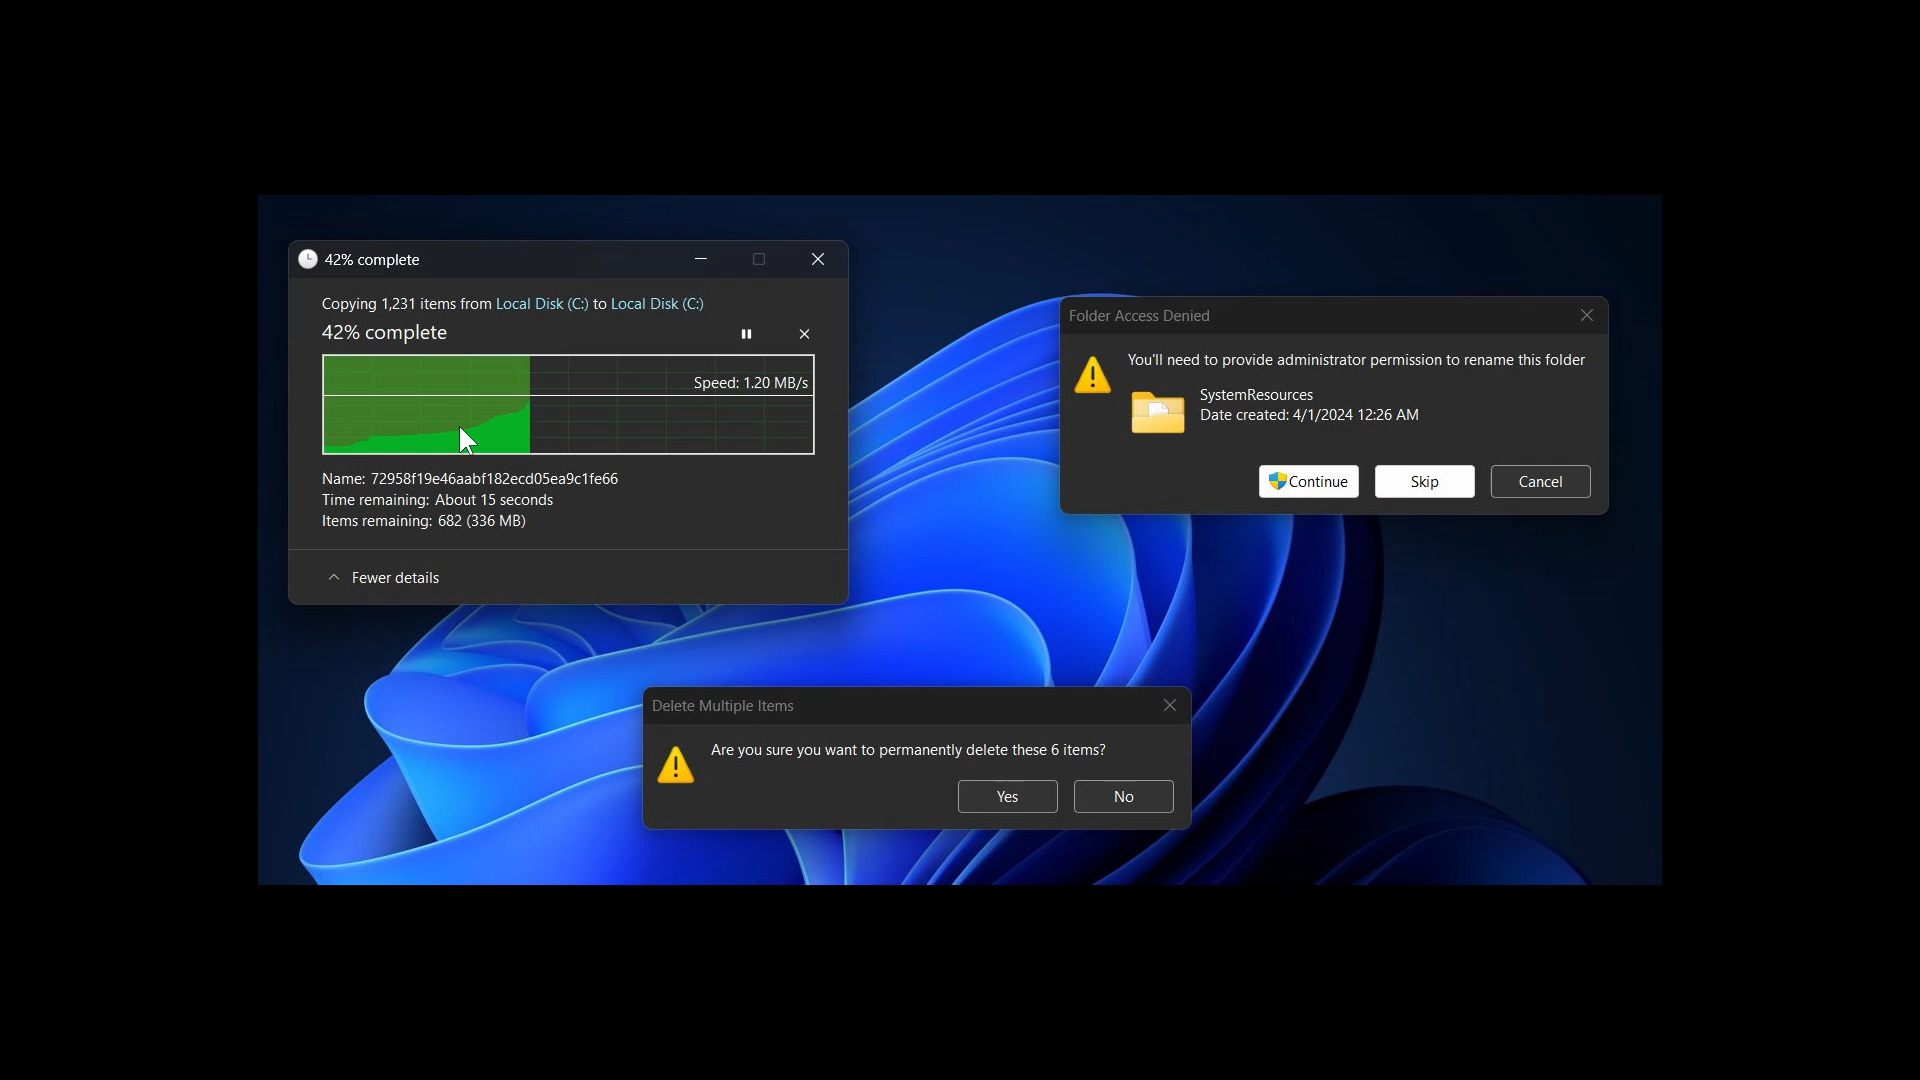 42% complete
Copying 1,231 items from Local Disk (C:) to Local Disk (C:)
42% complete
Speed: 1.20 MB/s
Name: 72958f19e46aabf182ecd05ea9c1fe66
Time remaining: About 15 seconds
Items remaining: 682 (336 MB)
Fewer details
Folder Access Denied
You'll need to provide administrator permission to rename this folder
SystemResources
Date created: 4/1/2024 12:26 AM
Continue Skip Cancel
Delete Multiple Items
Are you sure you want to permanently delete these 6 items?
Yes No